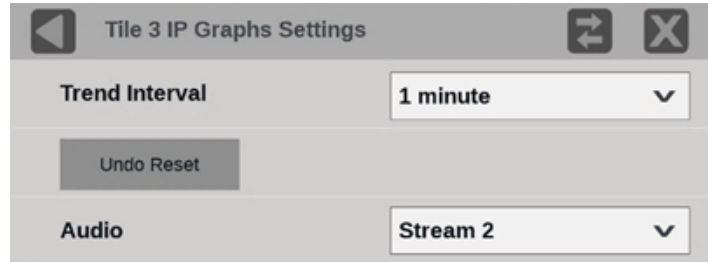 Tile 3 IP Graphs Settings
Trend Interval
1 minute
Undo Reset
Audio
Stream 2